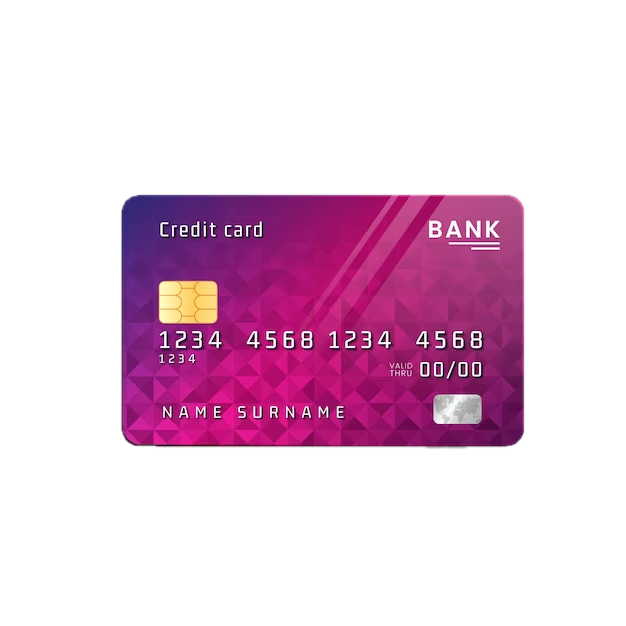 Credit card
BANK
1234 4568 1234 4568
1234
VALID
THRU
00/00
NAME SURNAME